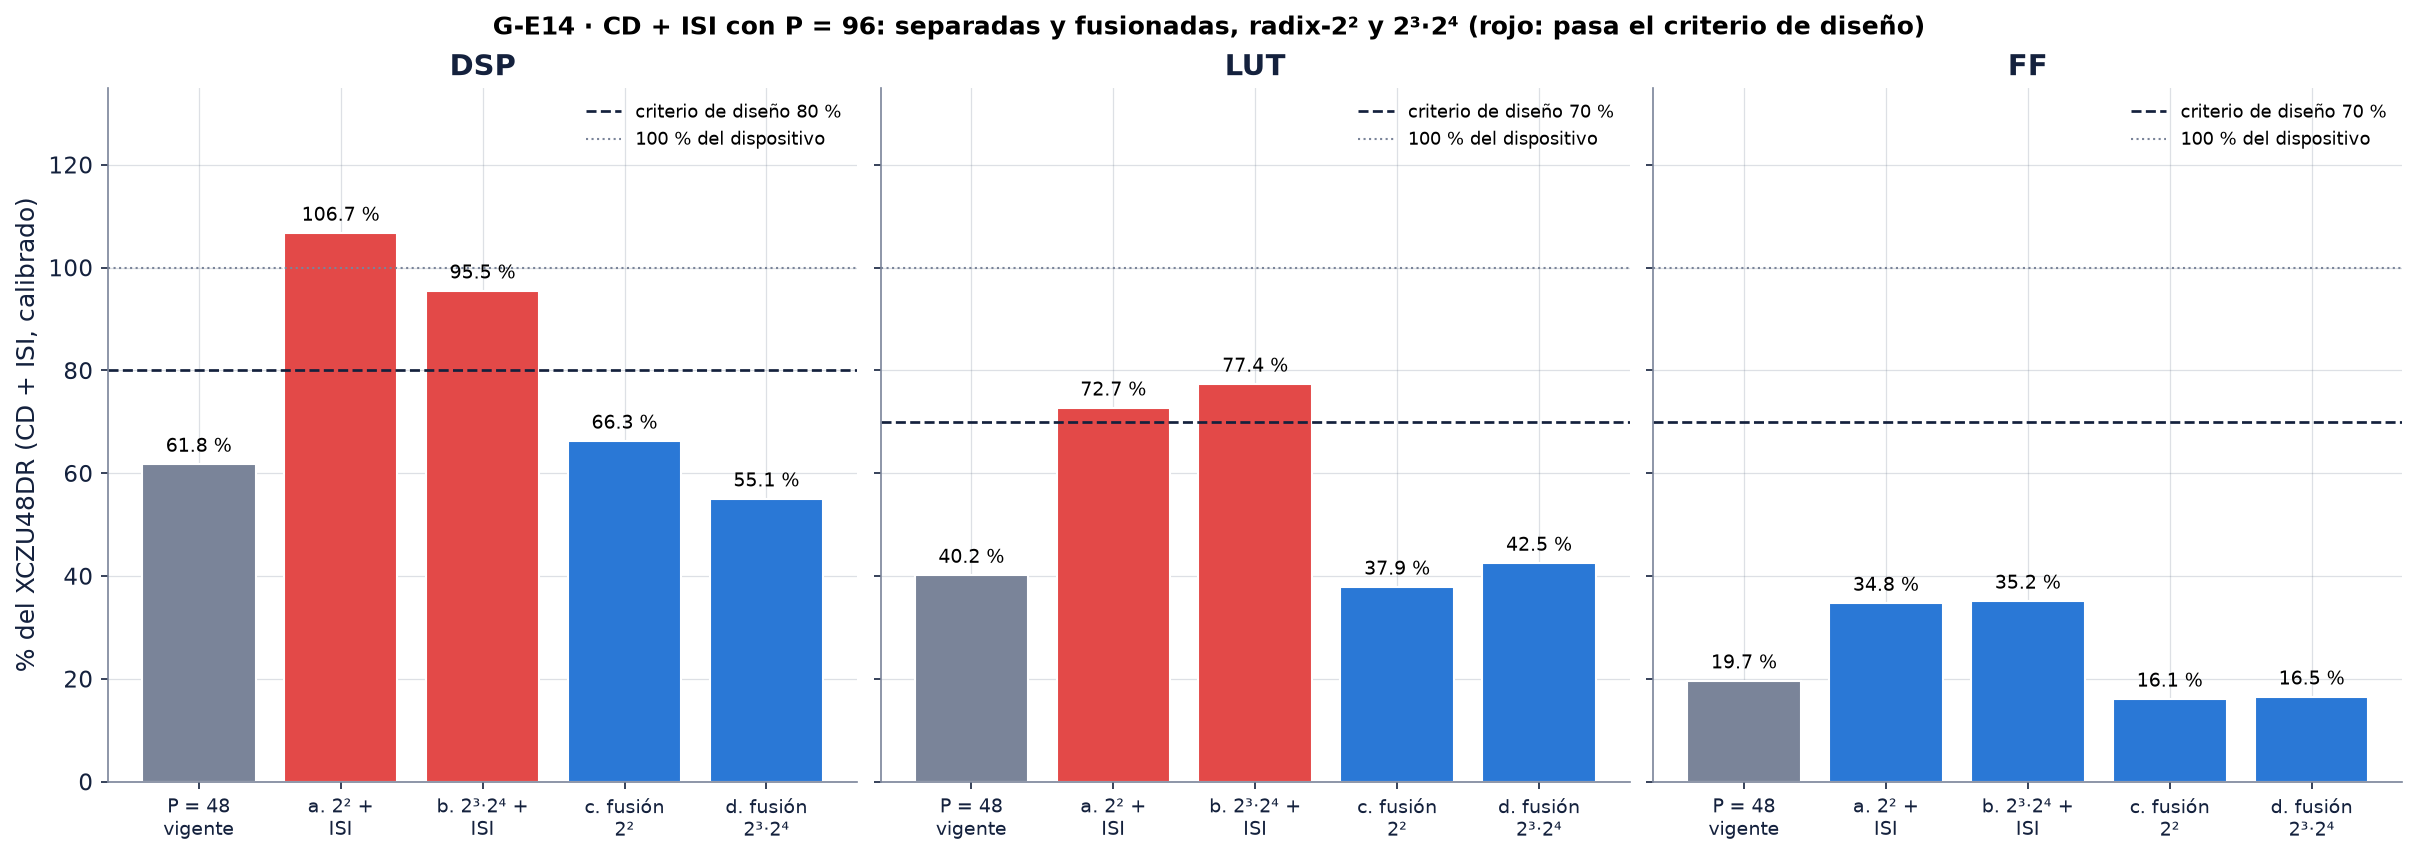 G-E14 · CD + ISI con P = 96: separadas y fusionadas, radix-2² y 2³·2⁴ (rojo: pasa el criterio de diseño)
DSP
LUT
FF
% del XCZU48DR (CD + ISI, calibrado)
120
100
80
60
40
20
0
criterio de diseño 80 %
100 % del dispositivo
61.8 %
106.7 %
95.5 %
66.3 %
55.1 %
P = 48
vigente
a. 2² +
ISI
b. 2³·2⁴ +
ISI
c. fusión
2²
d. fusión
2³·2⁴
criterio de diseño 70 %
100 % del dispositivo
40.2 %
72.7 %
77.4 %
37.9 %
42.5 %
P = 48
vigente
a. 2² +
ISI
b. 2³·2⁴ +
ISI
c. fusión
2²
d. fusión
2³·2⁴
criterio de diseño 70 %
100 % del dispositivo
19.7 %
34.8 %
35.2 %
16.1 %
16.5 %
P = 48
vigente
a. 2² +
ISI
b. 2³·2⁴ +
ISI
c. fusión
2²
d. fusión
2³·2⁴